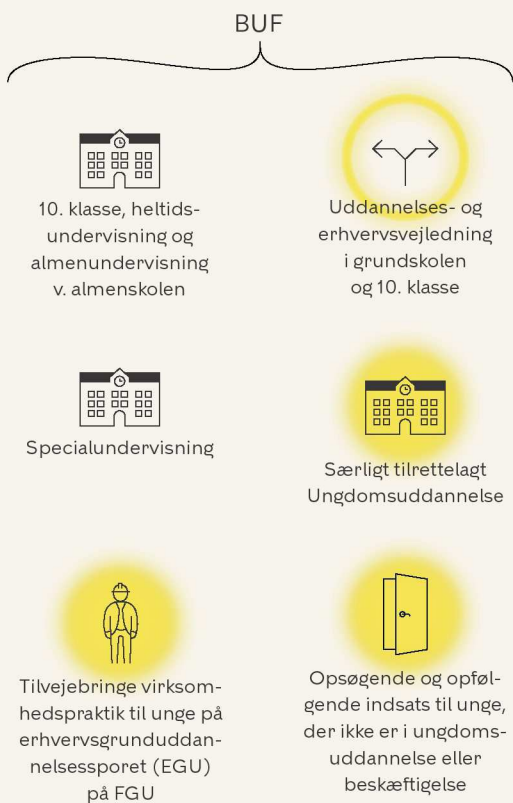 BUF
10. klasse, heltids-
undervisning og
almenundervisning
v. almenskolen
Uddannelses- og
erhvervsvejledning
i grundskolen
og 10. klasse
Specialundervisning
Særligt tilrettelagt
Ungdomsuddannelse
Tilvejebringe virksom-
hedspraktik til unge på
erhvervsgrunduddan-
nelsessporet (EGU)
på FGU
Opsøgende og opføl-
gende indsats til unge,
der ikke er i ungdoms-
uddannelse eller
beskæftigelse